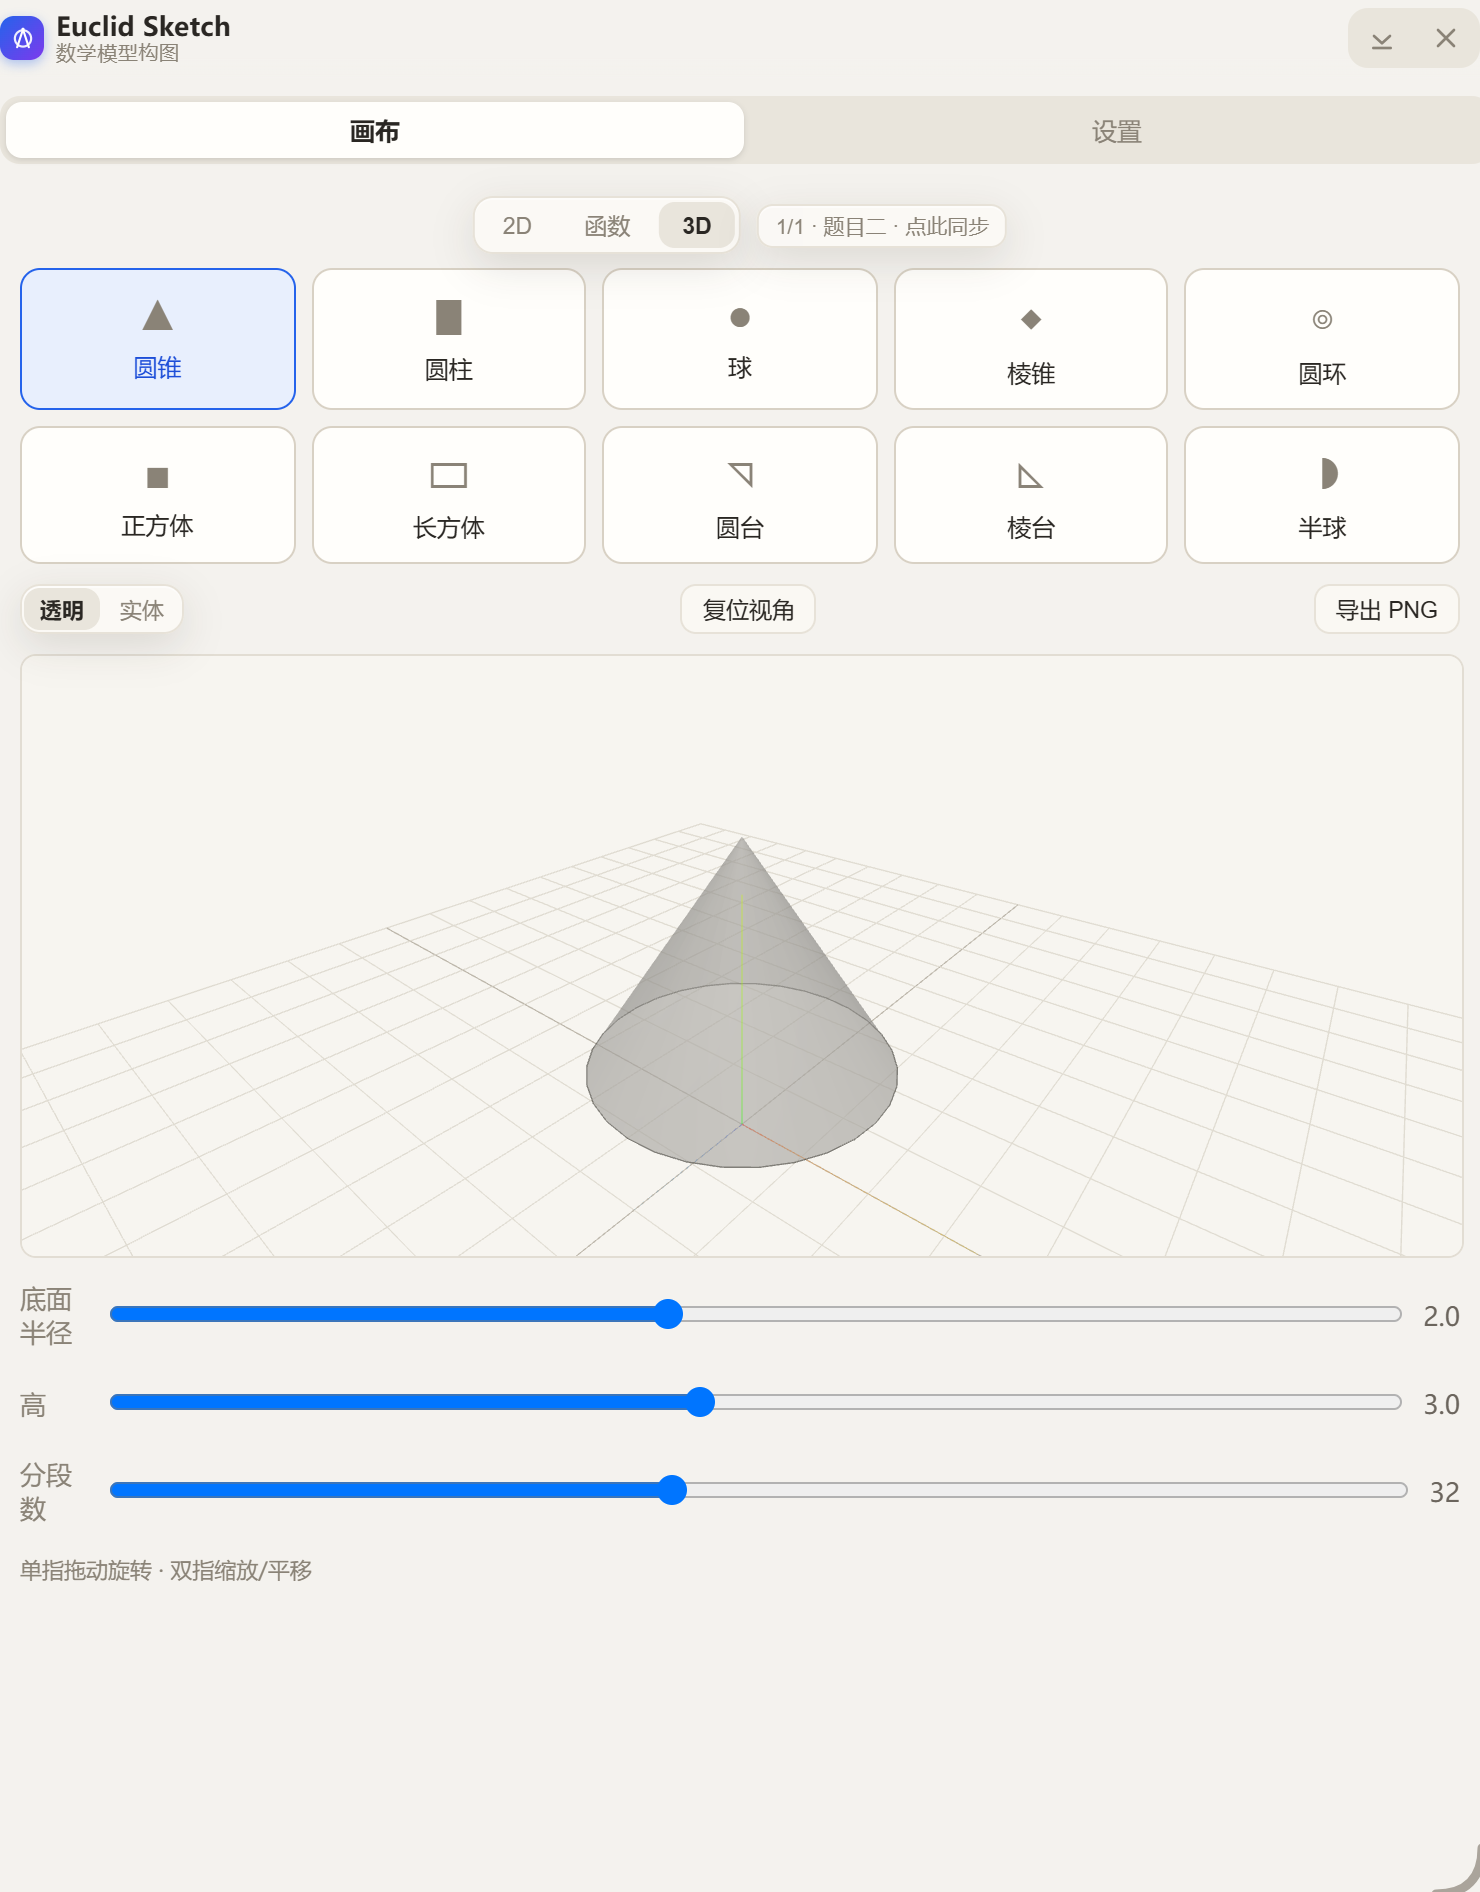 Euclid Sketch
数学模型构图
画布
设置
2D
函数
3D
1/1 · 题目二 · 点此同步
圆锥
圆柱
球
棱锥
圆环
正方体
长方体
圆台
棱台
半球
透明
实体
复位视角
导出 PNG
底面
半径
2.0
高
3.0
分段
数
32
单指拖动旋转 · 双指缩放/平移